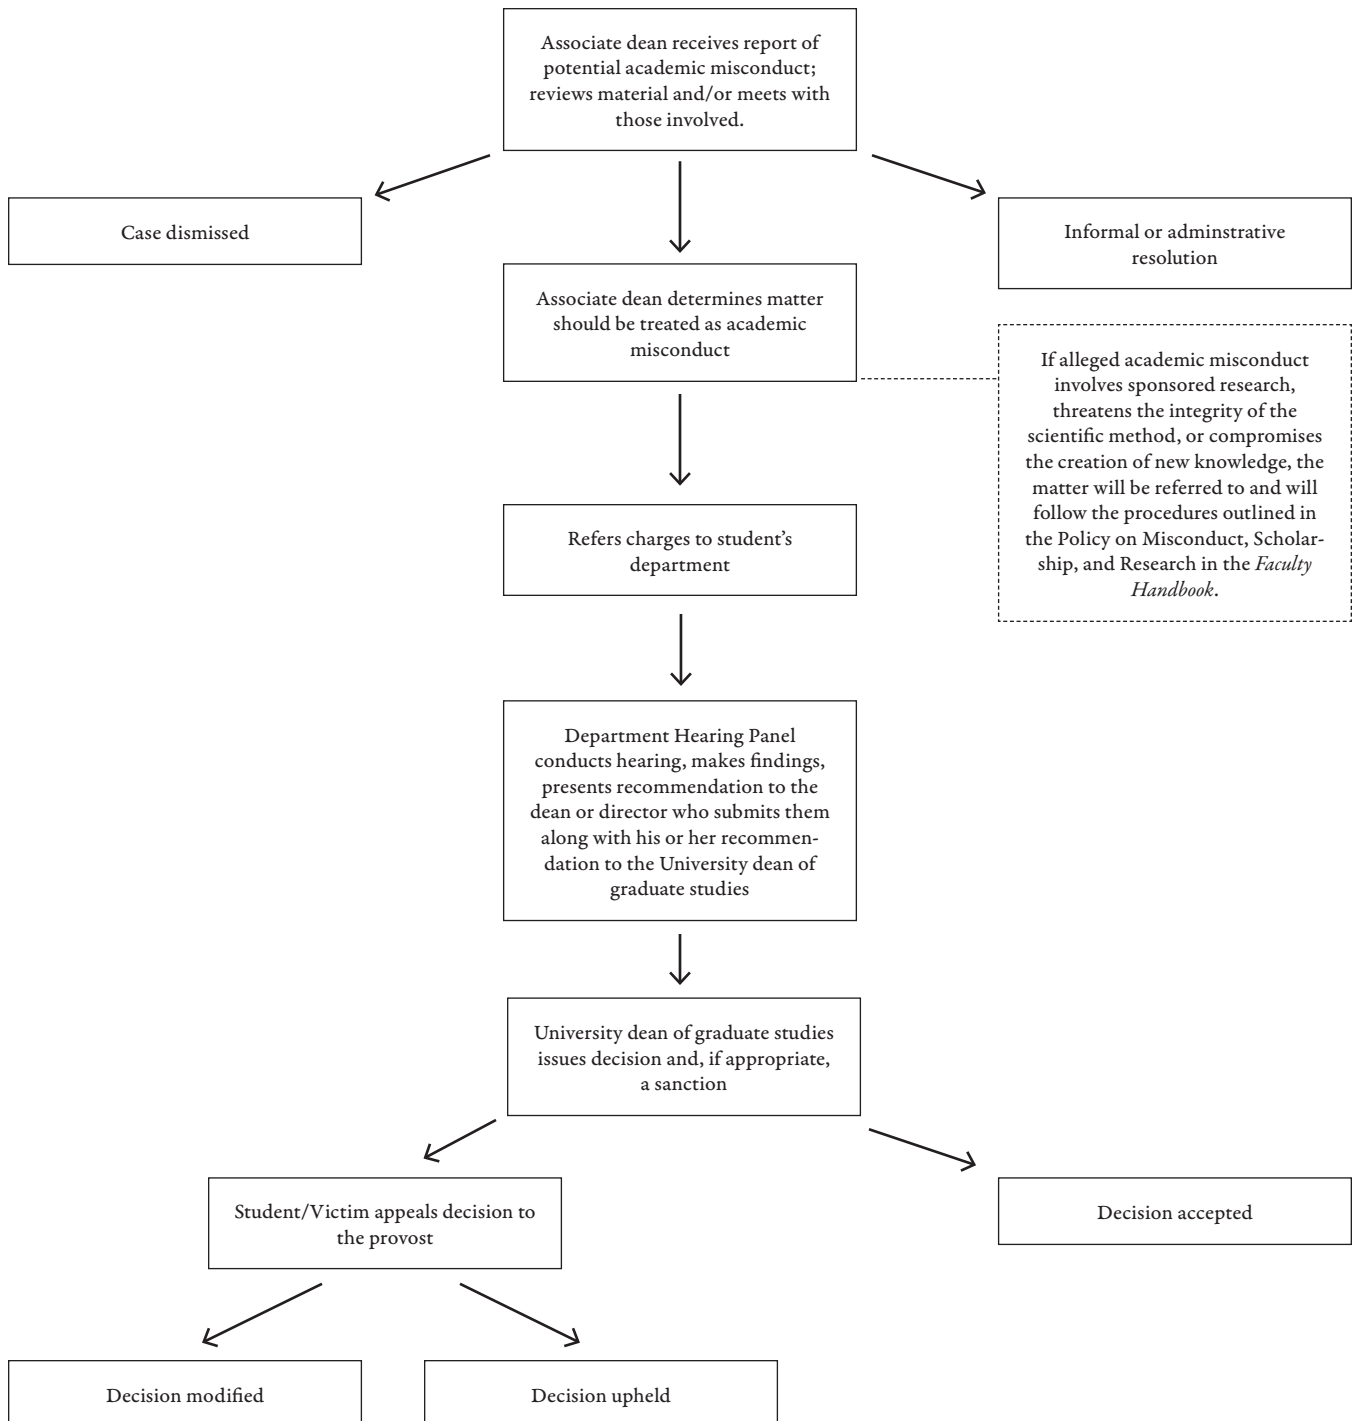 Associate dean receives report of
potential academic misconduct;
reviews material and/or meets with
those involved.
Case dismissed
Informal or adminstrative
resolution
Associate dean determines matter
should be treated as academic
misconduct
If alleged academic misconduct
involves sponsored research,
threatens the integrity of the
scientific method, or compromises
the creation of new knowledge, the
matter will be referred to and will
follow the procedures outlined in
the Policy on Misconduct, Scholar-
ship, and Research in the Faculty
Handbook.
Refers charges to student’s
department
Department Hearing Panel
conducts hearing, makes findings,
presents recommendation to the
dean or director who submits them
along with his or her recommen-
dation to the University dean of
graduate studies
University dean of graduate studies
issues decision and, if appropriate,
a sanction
Student/Victim appeals decision to
the provost
Decision accepted
Decision modified
Decision upheld